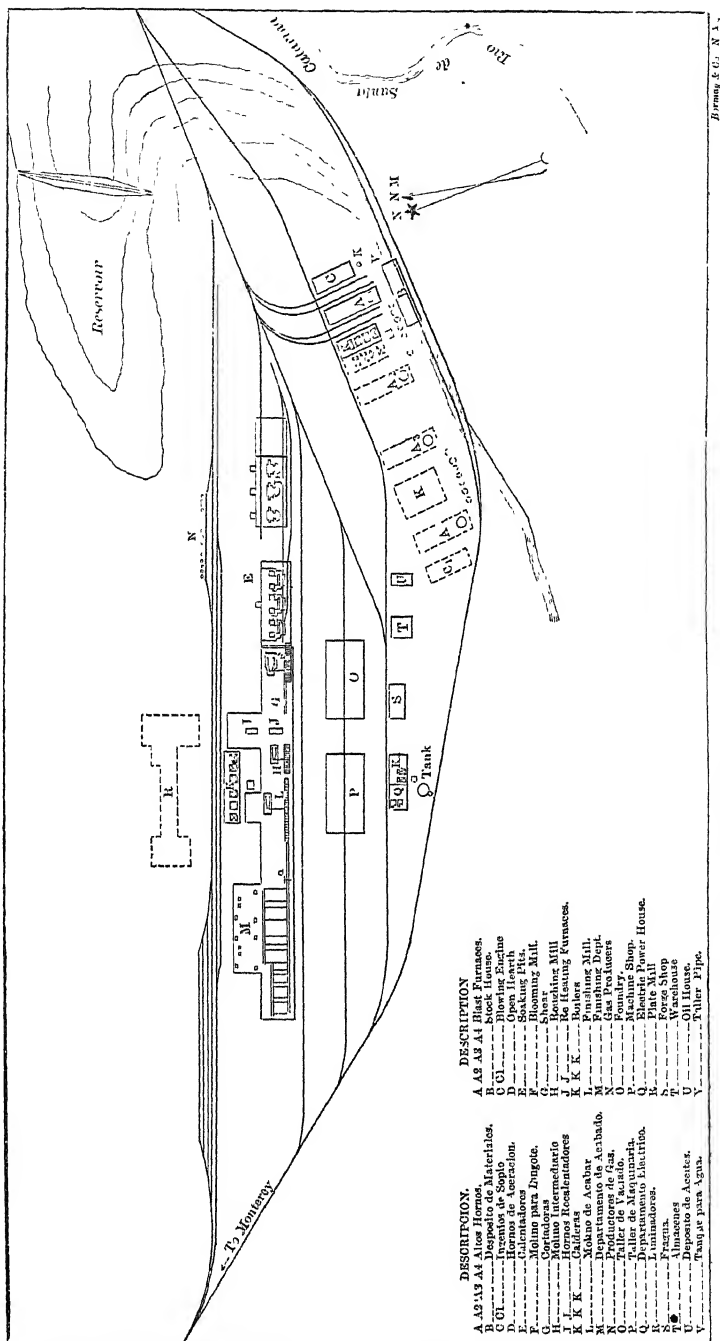 Reservoir
Rio
de
Santa
Catarina
N N M
To Monterey
Tank
DESCRIPCION.
A A2 A3 A4 Altos Hornos.
B Desposito de Materiales.
C C1 Ingenios de Soplo
D Hornos de Aceracion.
E Calentadores
F Molino para Lingote.
G Cortadoras
H Molino Intermediario
J J Hornos Recalentadores
K K K Calderas
L Molino de Acabar
M Departamento de Acabado.
N Productores de Gas.
O Taller de Vaciado.
P Taller de Maquinaria.
Q Departamento Electrico.
R Liminadores.
S Fragua.
T Almacenes
U Deposito de Aceites.
V Tanque para Agua.
DESCRIPTION
A A2 A3 A4 Blast Furnaces.
B Stock House.
C C1 Blowing Engine
D Open Hearth
E Soaking Pits.
F Blooming Mill.
G Shear
H Roughing Mill
J J Re Heating Furnaces.
K K K Boilers
L Finishing Mill.
M Finishing Dept.
N Gas Producers
O Foundry.
P Machine Shop.
Q Electric Power House.
R Plate Mill
S Forge Shop
T Warehouse
U Oil House.
R
N
M
E
G
J
J
H
L
K
P
O
Q
K
S
T
U
C
A
B
K
K
A